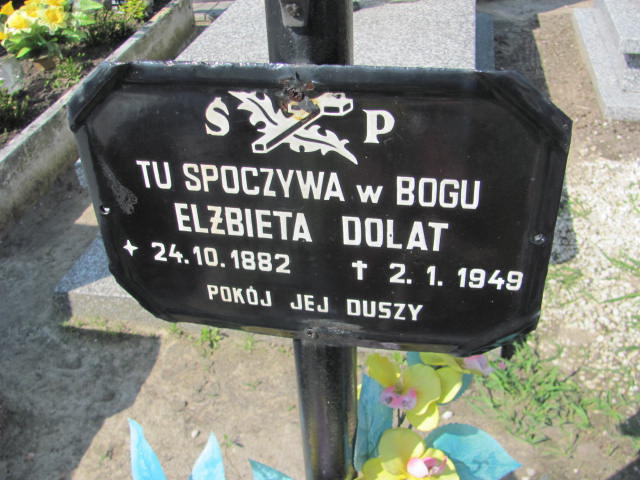 Ś P
TU SPOCZYWA w BOGU
ELŻBIETA DOLAT
24.10.1882 † 2.1.1949
POKÓJ JEJ DUSZY